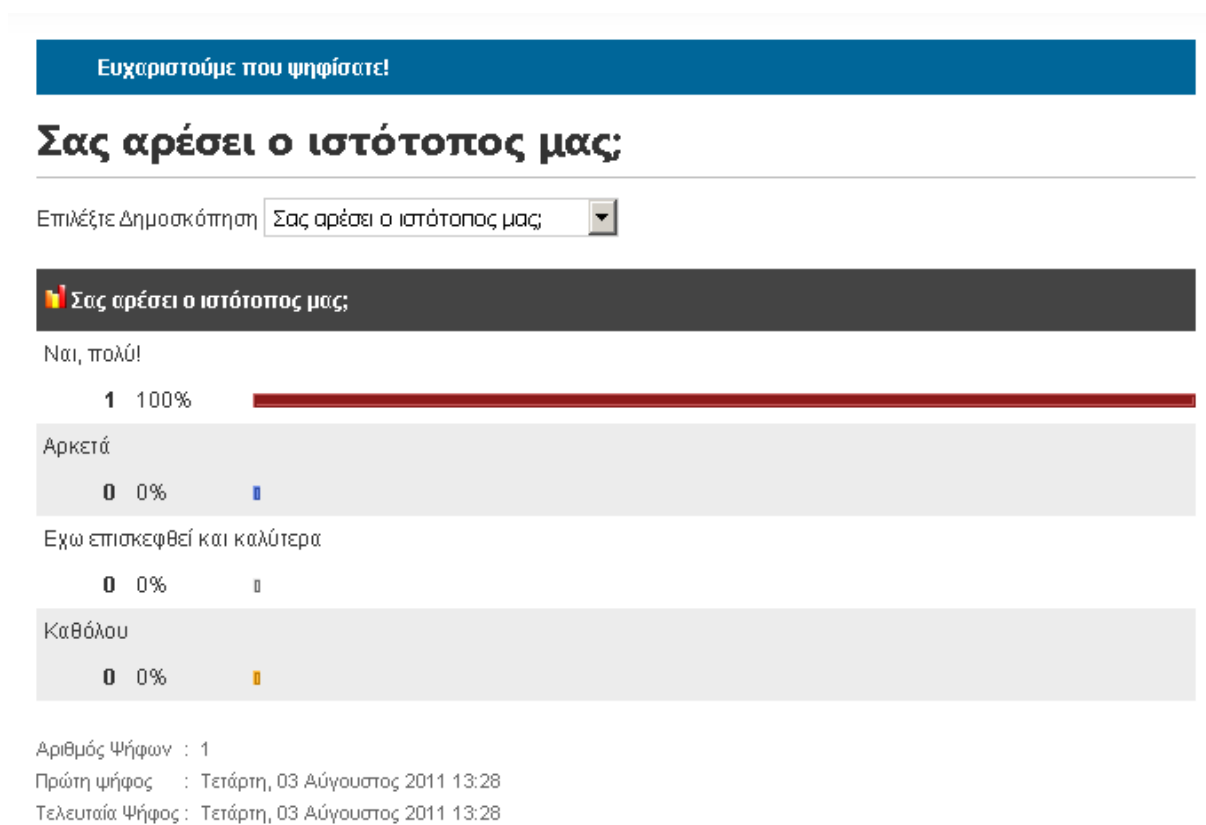 Ευχαριστούμε που ψηφίσατε!
Σας αρέσει ο ιστότοπος μας;
Επιλέξτε Δημοσκόπηση Σας αρέσει ο ιστότοπος μας;
Σας αρέσει ο ιστότοπος μας;
Ναι, πολύ!
1 100%
Αρκετά
0 0%
Εχω επισκεφθεί και καλύτερα
0 0%
Καθόλου
0 0%
Αριθμός Ψήφων : 1
Πρώτη ψήφος : Τετάρτη, 03 Αύγουστος 2011 13:28
Τελευταία Ψήφος : Τετάρτη, 03 Αύγουστος 2011 13:28